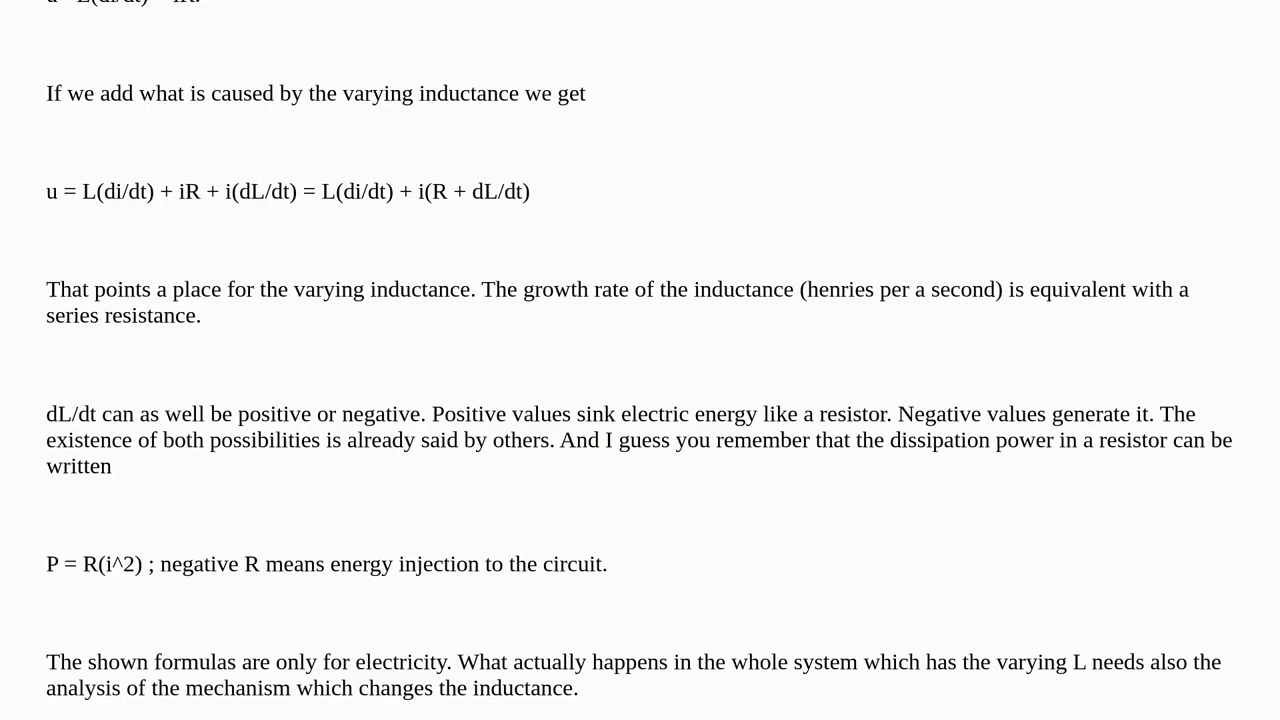 u = L(di/dt) + iR.
If we add what is caused by the varying inductance we get
u = L(di/dt) + iR + i(dL/dt) = L(di/dt) + i(R + dL/dt)
That points a place for the varying inductance. The growth rate of the inductance (henries per a second) is equivalent with a
series resistance.
dL/dt can as well be positive or negative. Positive values sink electric energy like a resistor. Negative values generate it. The
existence of both possibilities is already said by others. And I guess you remember that the dissipation power in a resistor can be
written
P = R(i^2) ; negative R means energy injection to the circuit.
The shown formulas are only for electricity. What actually happens in the whole system which has the varying L needs also the
analysis of the mechanism which changes the inductance.